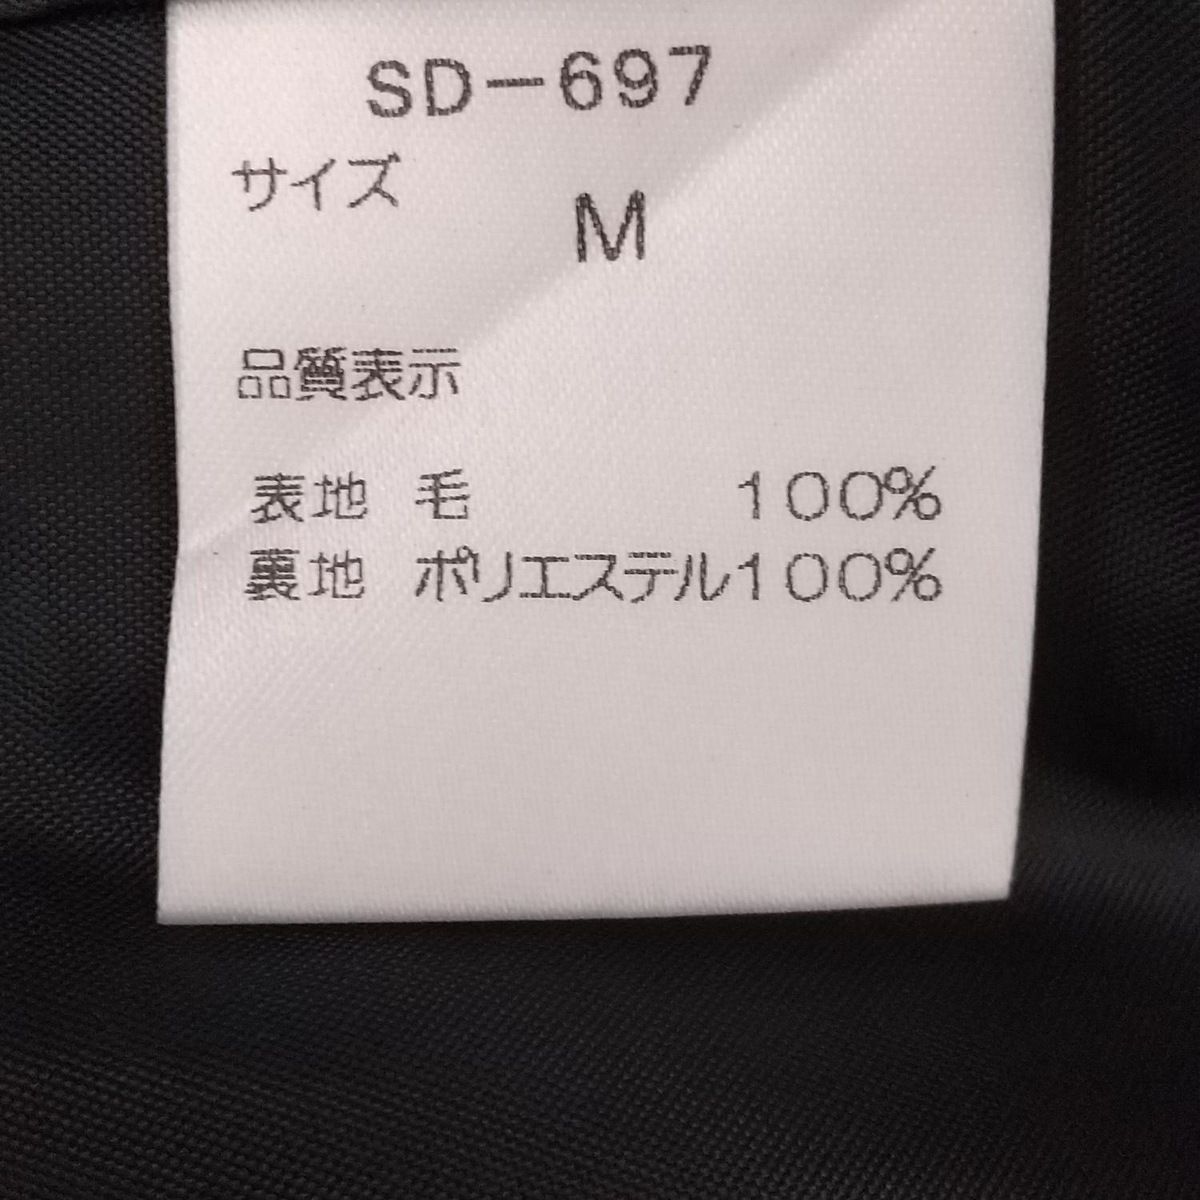 SD-697
サイズ
M
品質表示
表地 毛 100%
裏地 ポリエステル100%